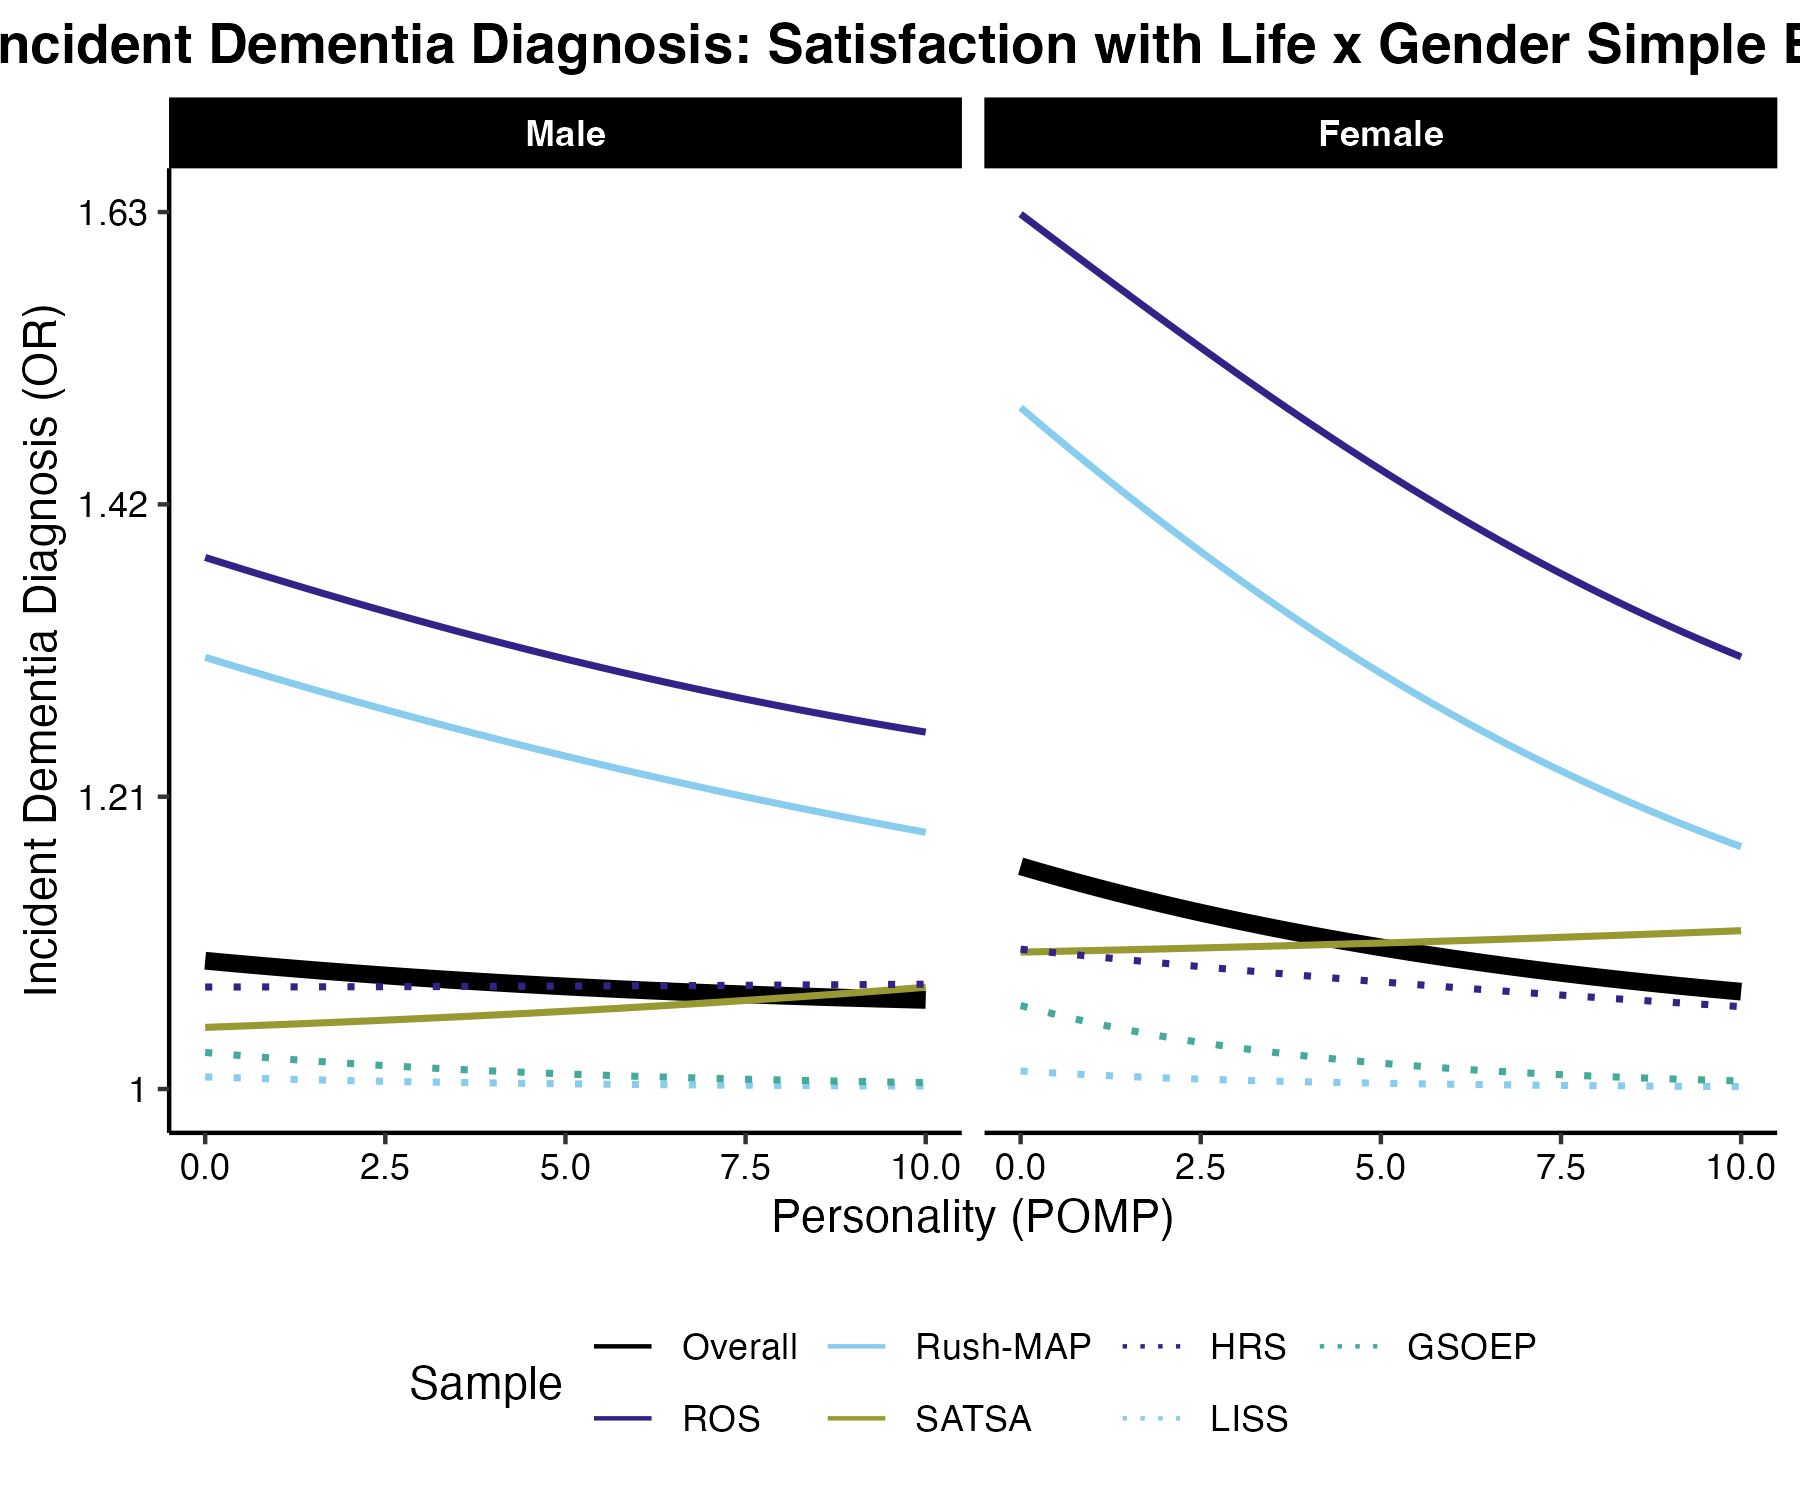 ncident Dementia Diagnosis: Satisfaction with Life x Gender Simple E
Male
Female
Incident Dementia Diagnosis (OR)
1.63
1.42
1.21
1
0.0 2.5 5.0 7.5 10.0
0.0 2.5 5.0 7.5 10.0
Personality (POMP)
Sample
Overall Rush-MAP HRS GSOEP
ROS SATSA LISS